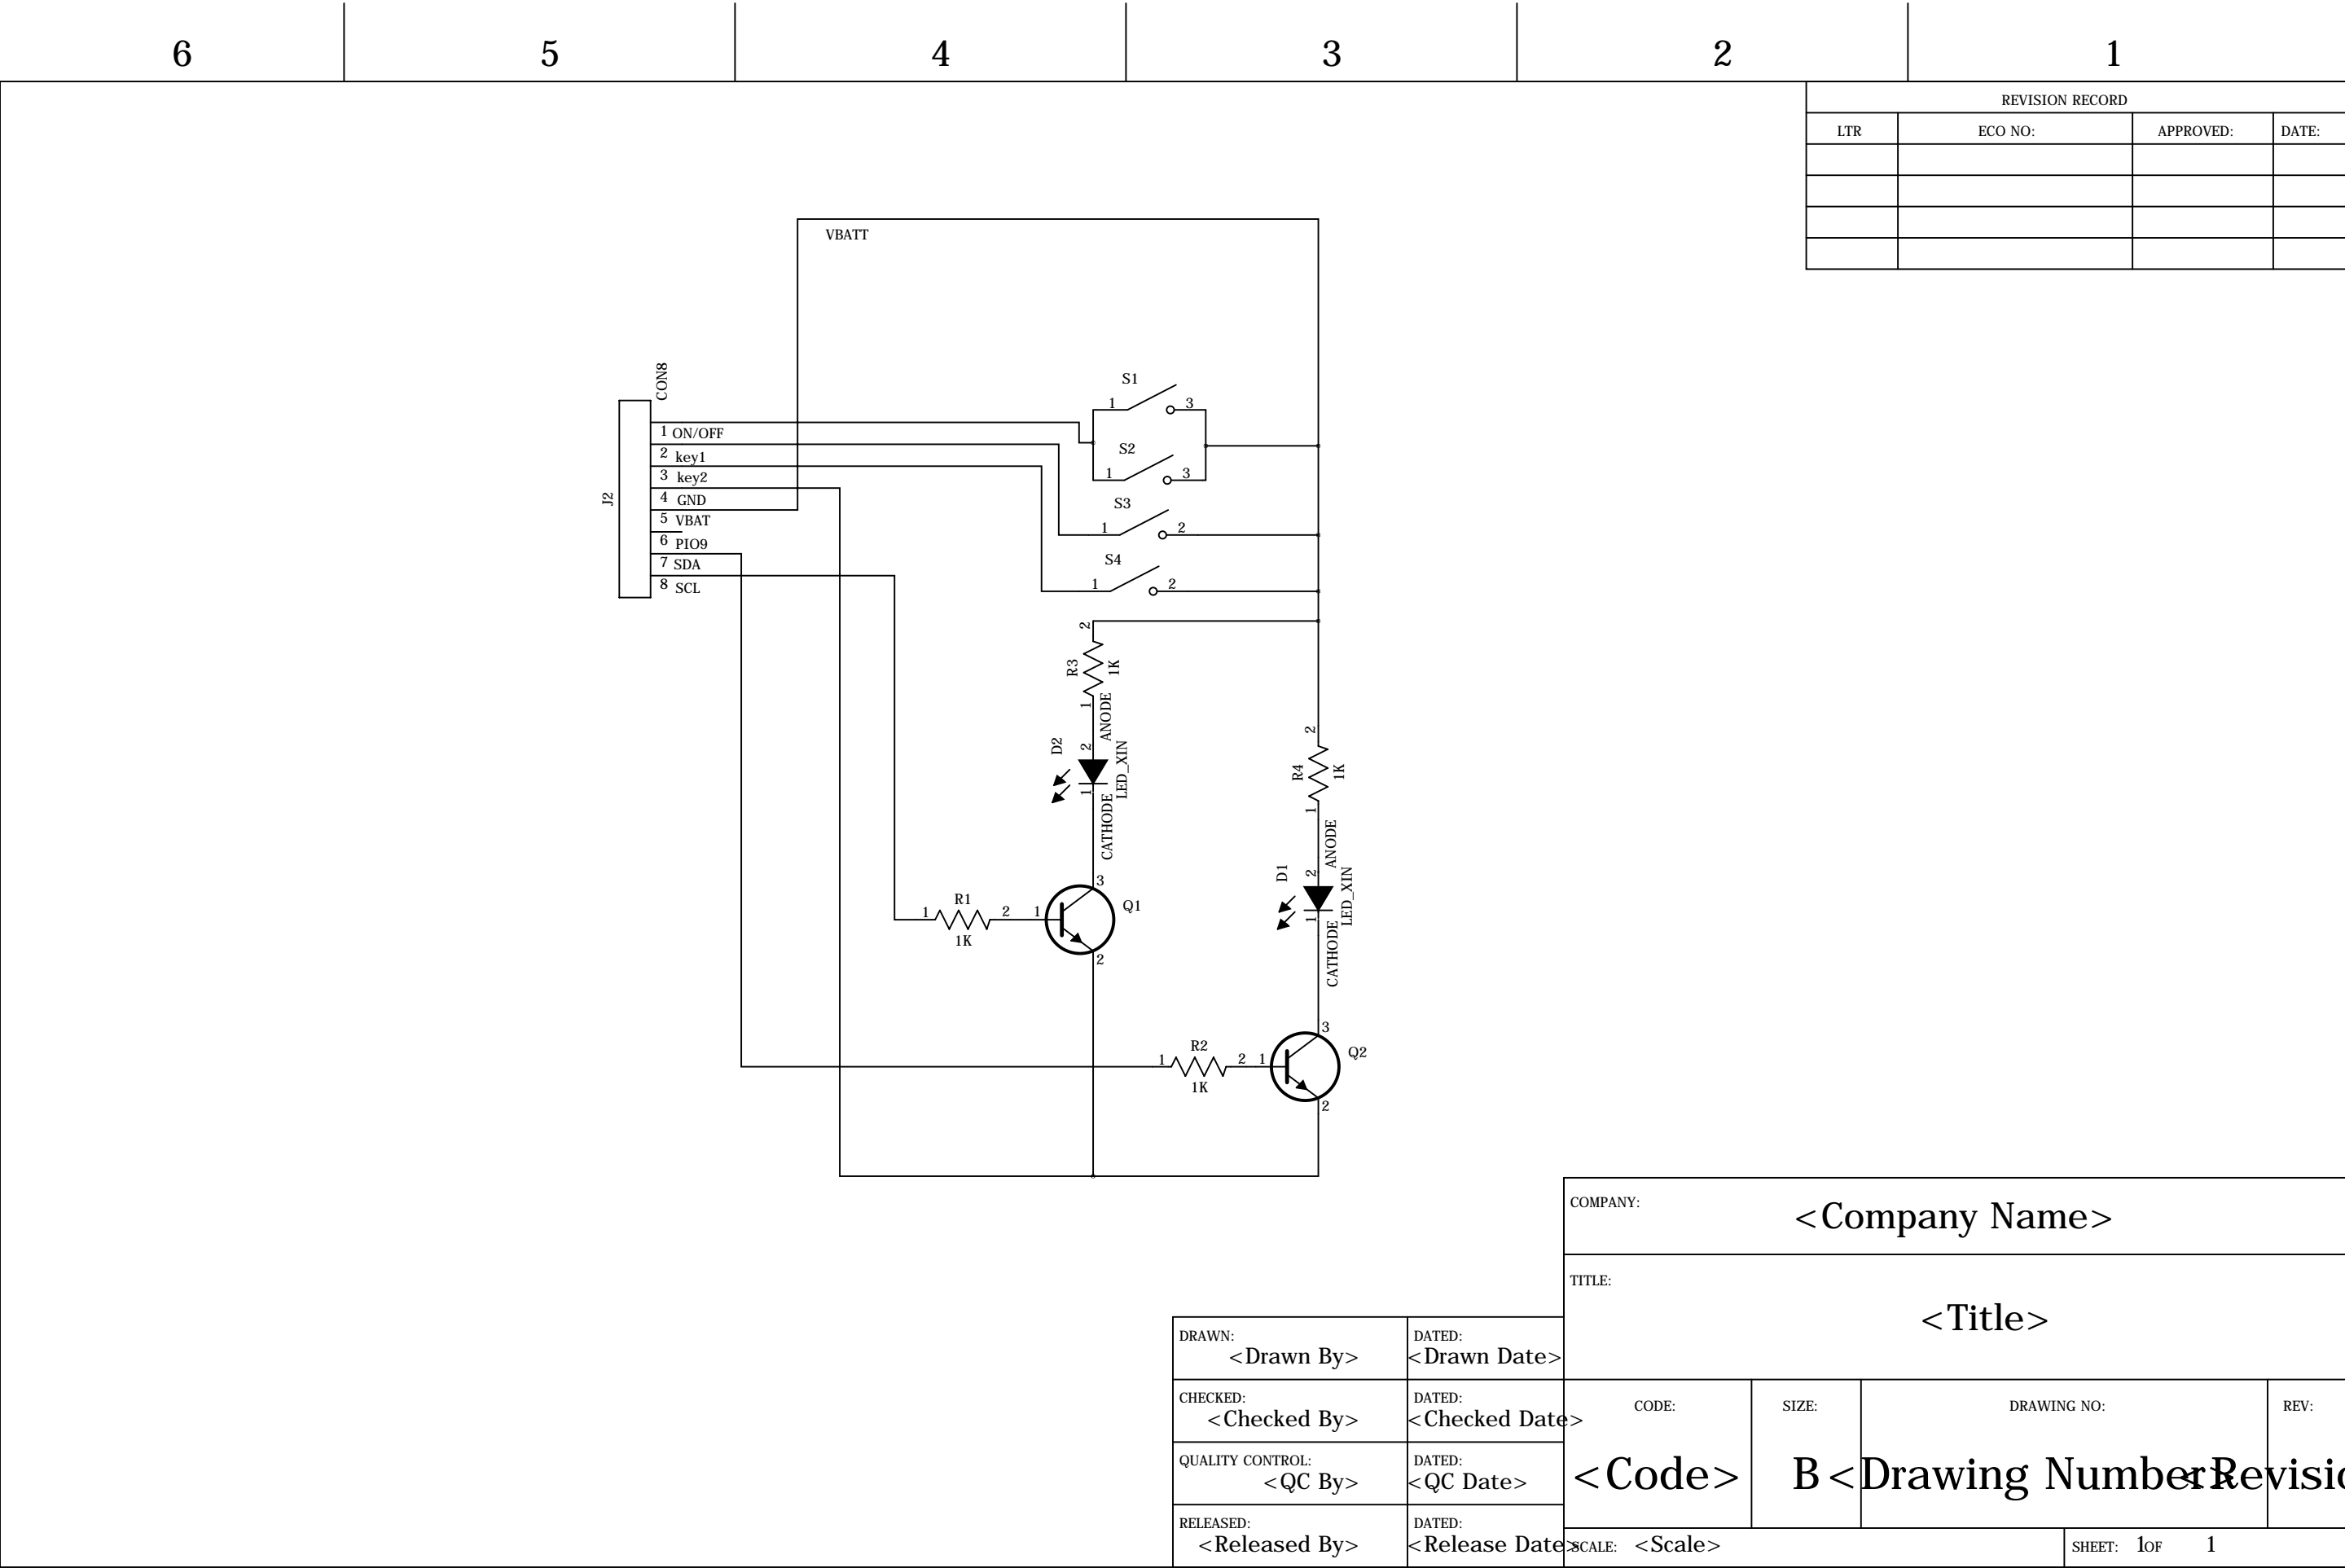 6 5 4 3 2 1
REVISION RECORD
LTR ECO NO: APPROVED: DATE:
VBATT
CON8
J2
1 ON/OFF
2 key1
3 key2
4 GND
5 VBAT
6 PIO9
7 SDA
8 SCL
S1
1 3
S2
1 3
S3
1 2
S4
1 2
2
R3 1K
1
ANODE
D2 2 LED_XIN
1
CATHODE
2
R4 1K
1
ANODE
D1 2 LED_XIN
1
CATHODE
R1
1 2 1
1K
3
Q1
2
R2
1 2 1
1K
3
Q2
2
COMPANY:
<Company Name>
TITLE:
<Title>
DRAWN: DATED:
<Drawn By> <Drawn Date>
CHECKED: DATED:
<Checked By> <Checked Date>
QUALITY CONTROL: DATED:
<QC By> <QC Date>
RELEASED: DATED:
<Released By> <Release Date>
CODE: SIZE: DRAWING NO: REV:
<Code> B <Drawing Number> <Revisio
SCALE: <Scale> SHEET: 1 OF 1